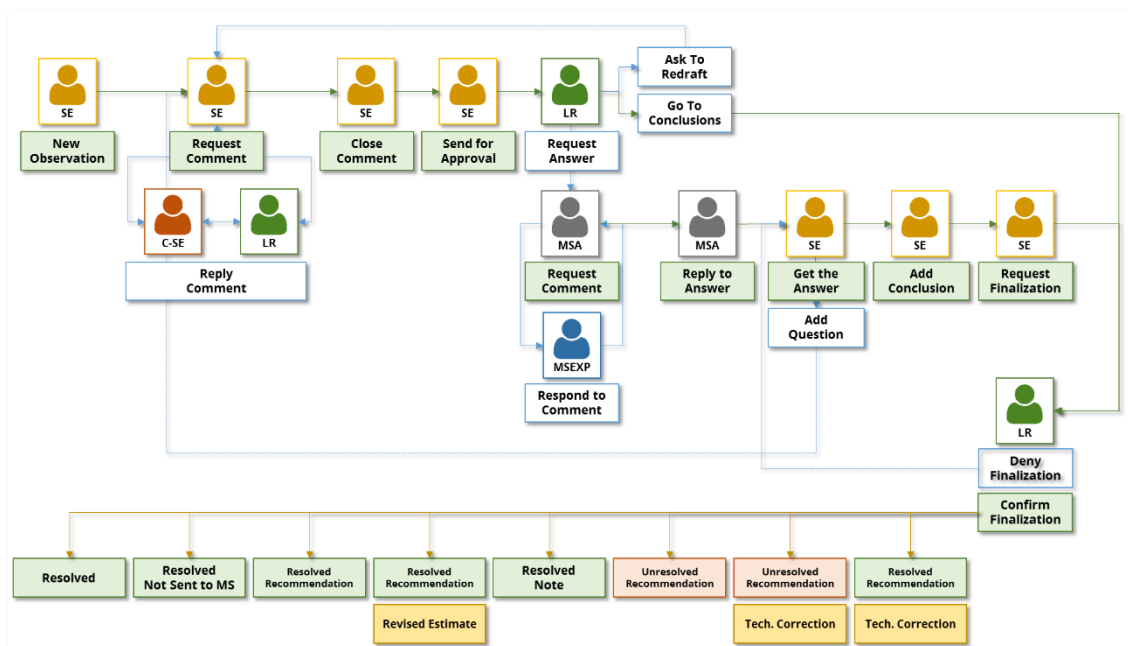 Ask To
Redraft
SE
SE
SE
SE
LR
Go To
Conclusions
New
Observation
Request
Comment
Close
Comment
Send for
Approval
Request
Answer
C-SE
LR
MSA
MSA
SE
SE
SE
Reply
Comment
Request
Comment
Reply to
Answer
Get the
Answer
Add
Conclusion
Request
Finalization
Add
Question
MSEXP
Respond to
Comment
LR
Deny
Finalization
Confirm
Finalization
Resolved
Resolved
Not Sent to MS
Resolved
Recommendation
Resolved
Recommendation
Resolved
Note
Unresolved
Recommendation
Unresolved
Recommendation
Resolved
Recommendation
Revised Estimate
Tech. Correction
Tech. Correction